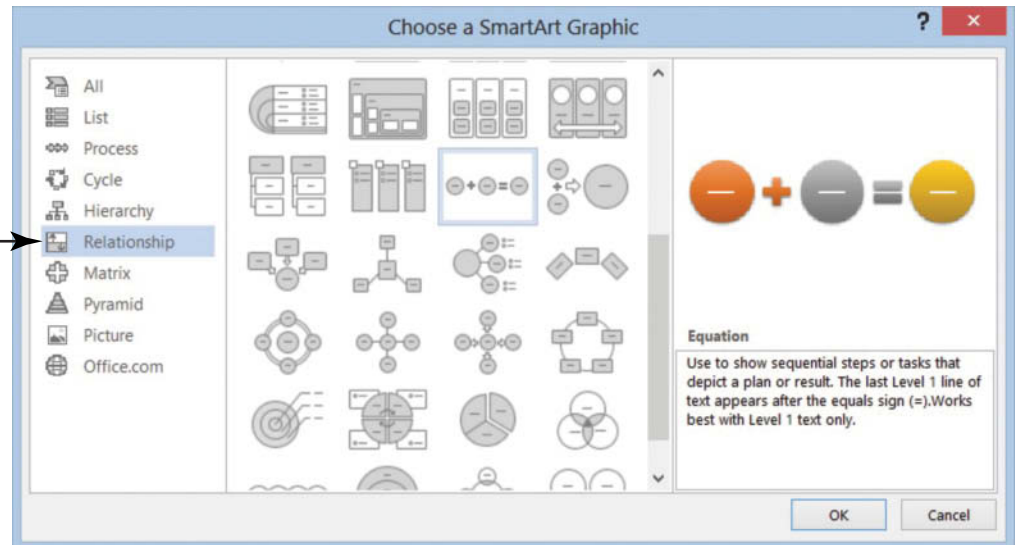 Choose a SmartArt Graphic
?
All
List
Process
Cycle
Hierarchy
Relationship
Matrix
Pyramid
Picture
Office.com
Equation
Use to show sequential steps or tasks that
depict a plan or result. The last Level 1 line of
text appears after the equals sign (=).Works
best with Level 1 text only.
OK
Cancel